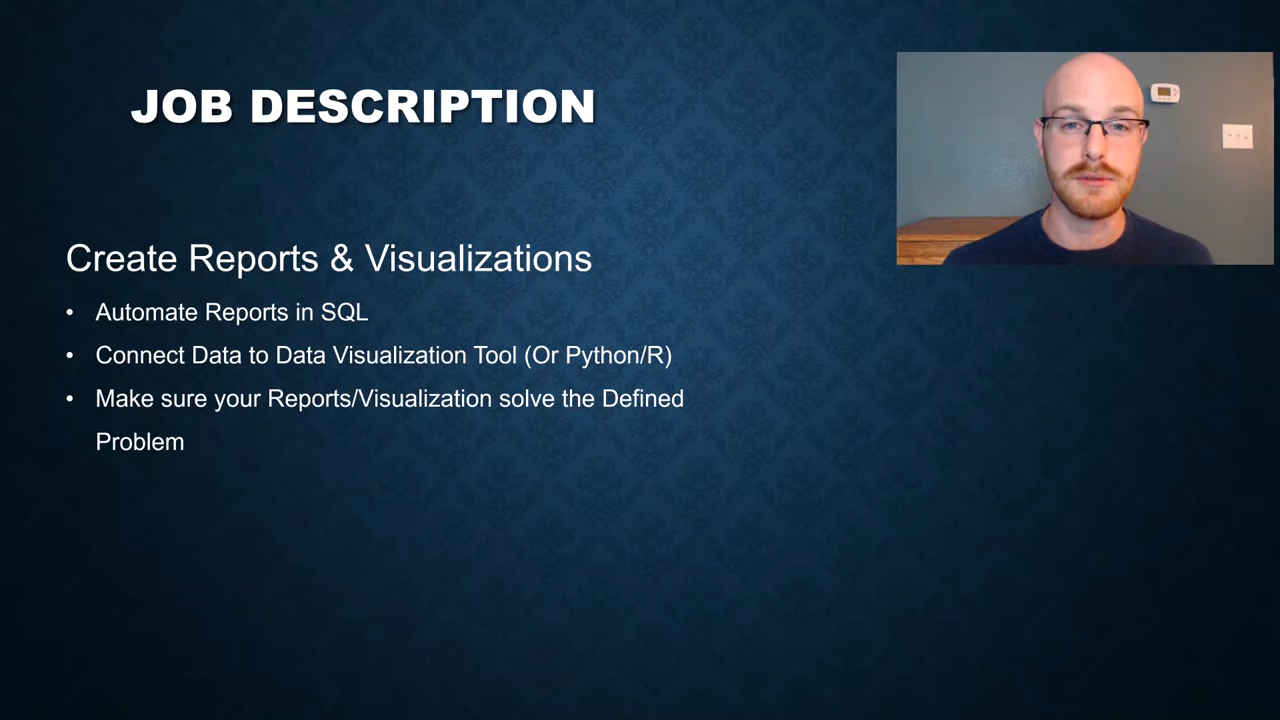 JOB DESCRIPTION
Create Reports & Visualizations
• Automate Reports in SQL
• Connect Data to Data Visualization Tool (Or Python/R)
• Make sure your Reports/Visualization solve the Defined
Problem